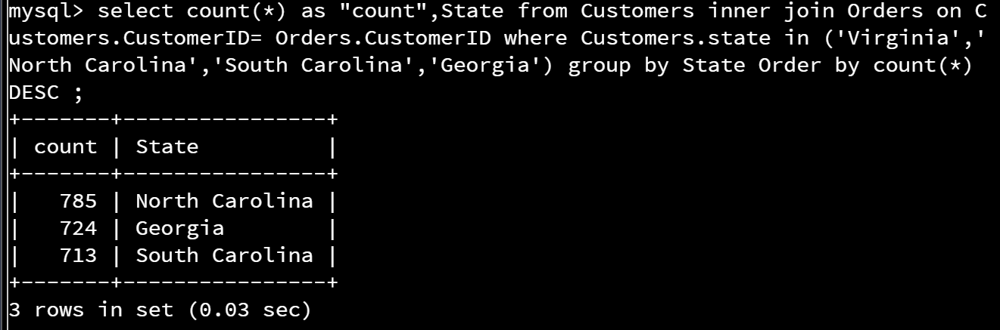 mysql> select count(*) as "count",State from Customers inner join Orders on C
ustomers.CustomerID= Orders.CustomerID where Customers.state in ('Virginia','
North Carolina','South Carolina','Georgia') group by State Order by count(*)
DESC ;
+-------+----------------+
| count | State          |
+-------+----------------+
|   785 | North Carolina |
|   724 | Georgia        |
|   713 | South Carolina |
+-------+----------------+
3 rows in set (0.03 sec)